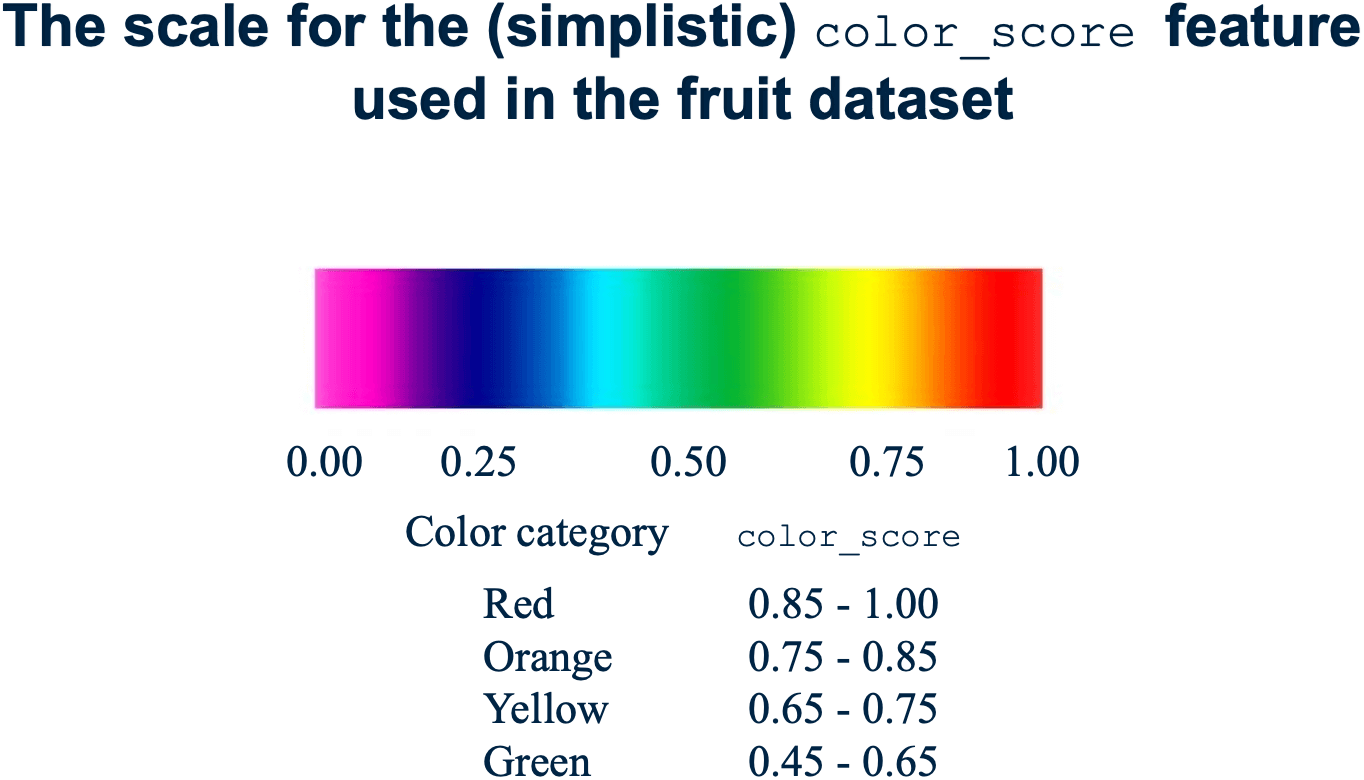 The scale for the (simplistic) color_score feature
used in the fruit dataset
0.00 0.25 0.50 0.75 1.00
Color category color_score
Red 0.85 - 1.00
Orange 0.75 - 0.85
Yellow 0.65 - 0.75
Green 0.45 - 0.65